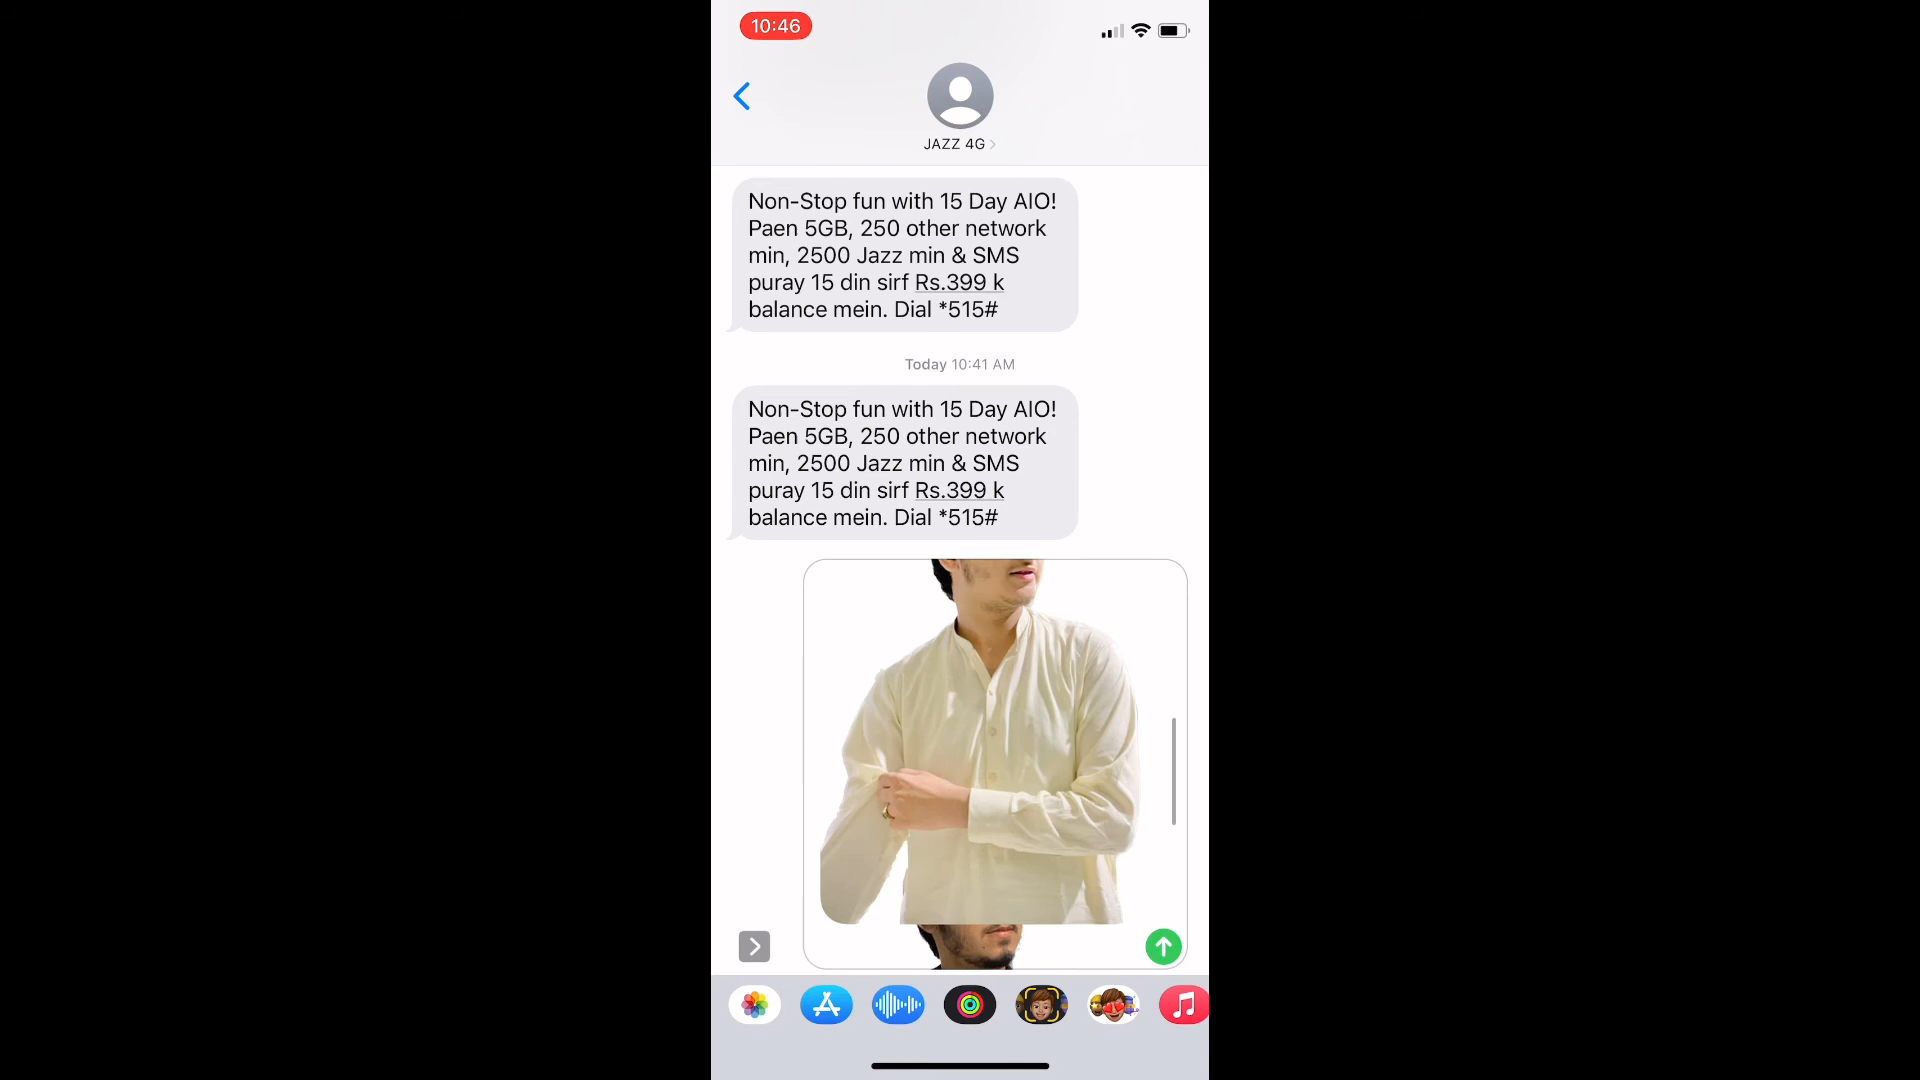 10:46
JAZZ 4G
Non-Stop fun with 15 Day AIO!
Paen 5GB, 250 other network
min, 2500 Jazz min & SMS
puray 15 din sirf Rs.399 k
balance mein. Dial *515#
Today 10:41 AM
Non-Stop fun with 15 Day AIO!
Paen 5GB, 250 other network
min, 2500 Jazz min & SMS
puray 15 din sirf Rs.399 k
balance mein. Dial *515#